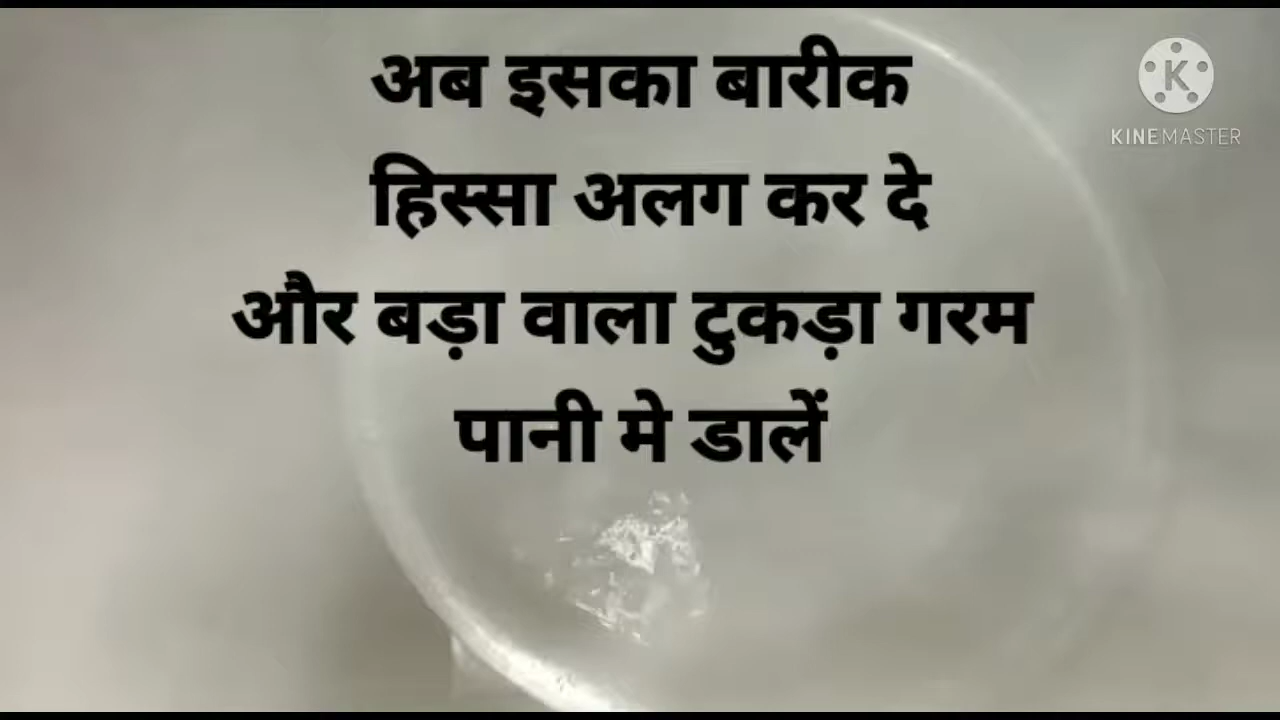 अब इसका बारीक
हिस्सा अलग कर दे
और बड़ा वाला टुकड़ा गरम
पानी मे डालें
K
KINEMASTER